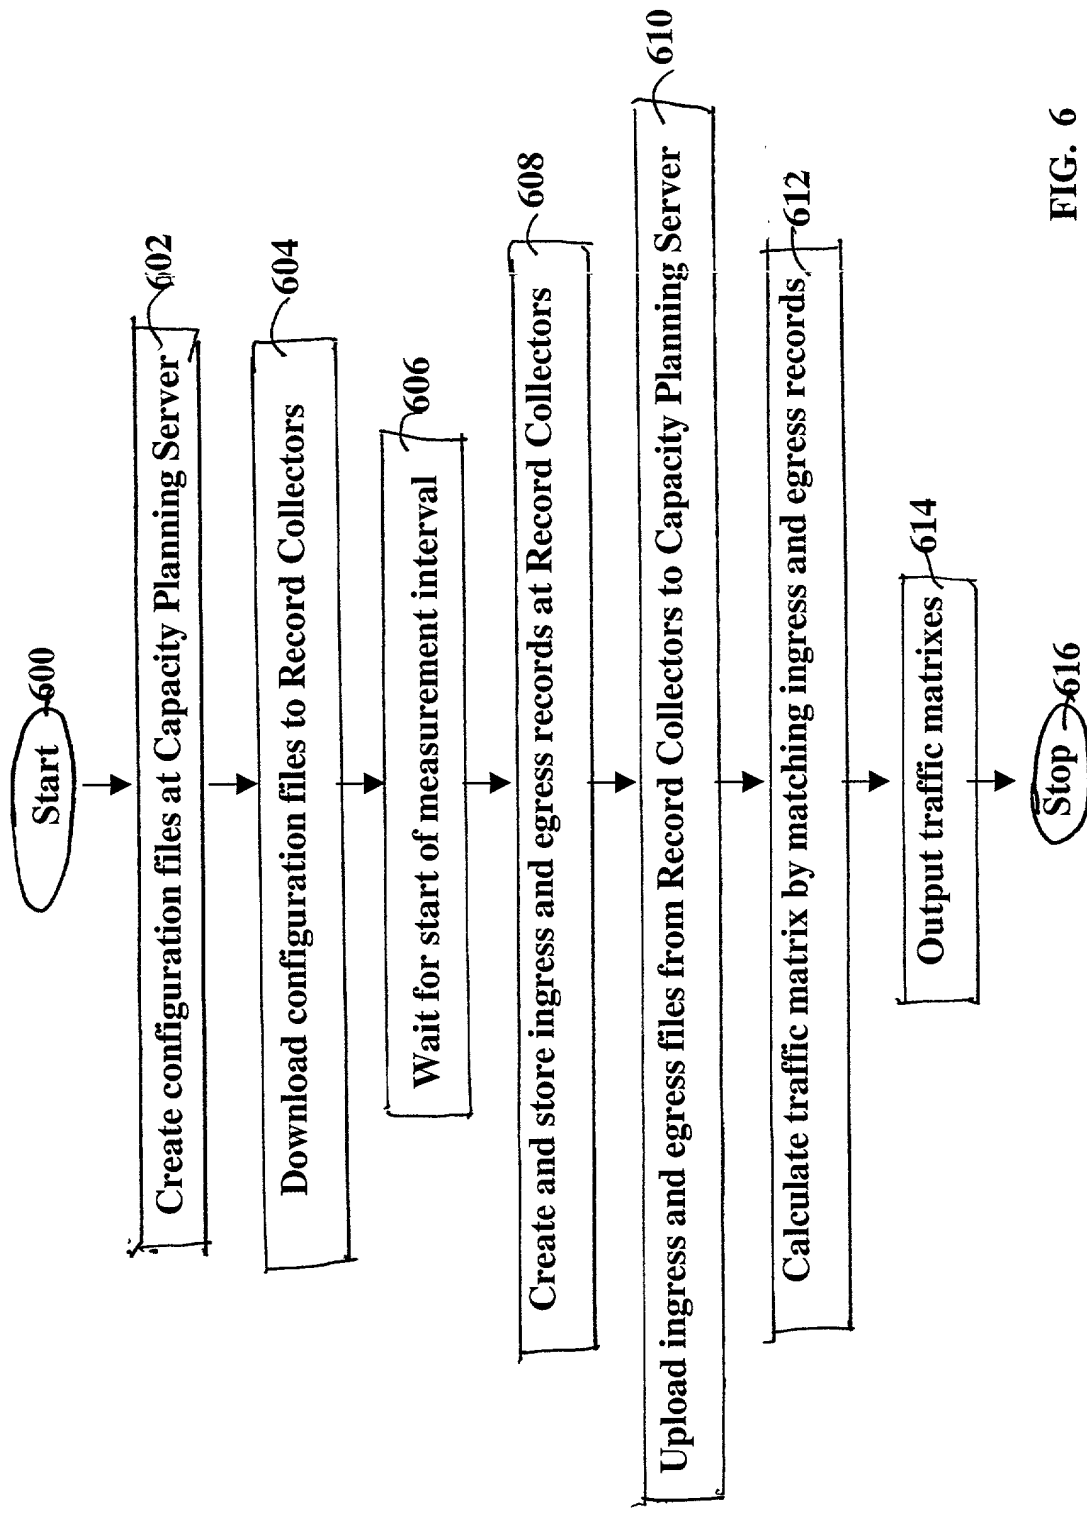 Start 600
Create configuration files at Capacity Planning Server 602
Download configuration files to Record Collectors 604
Wait for start of measurement interval 606
Create and store ingress and egress records at Record Collectors 608
Upload ingress and egress files from Record Collectors to Capacity Planning Server 610
Calculate traffic matrix by matching ingress and egress records 612
Output traffic matrixes 614
Stop 616
FIG. 6